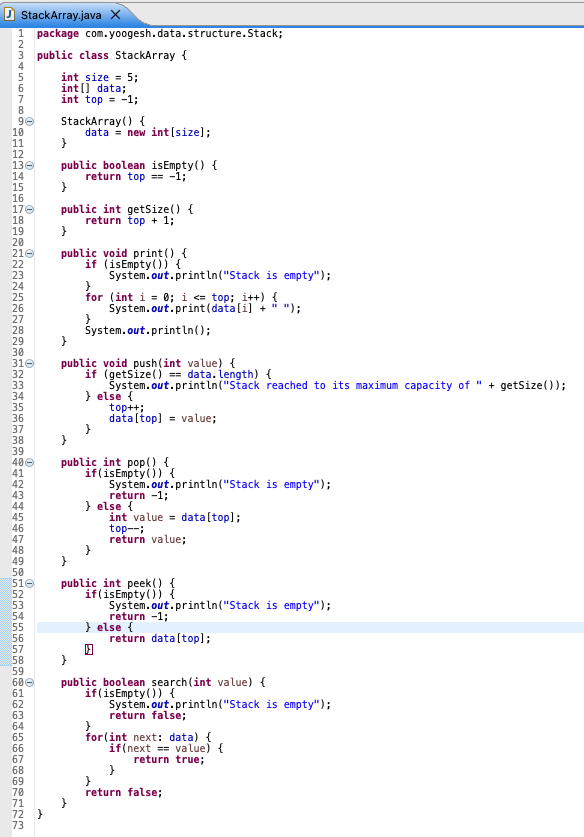 StackArray.java
1 package com.yoogesh.data.structure.Stack;
2
3 public class StackArray {
4
5     int size = 5;
6     int[] data;
7     int top = -1;
8
9     StackArray() {
10         data = new int[size];
11     }
12
13     public boolean isEmpty() {
14         return top == -1;
15     }
16
17     public int getSize() {
18         return top + 1;
19     }
20
21     public void print() {
22         if (isEmpty()) {
23             System.out.println("Stack is empty");
24         }
25         for (int i = 0; i <= top; i++) {
26             System.out.print(data[i] + " ");
27         }
28         System.out.println();
29     }
30
31     public void push(int value) {
32         if (getSize() == data.length) {
33             System.out.println("Stack reached to its maximum capacity of " + getSize());
34         } else {
35             top++;
36             data[top] = value;
37         }
38     }
39
40     public int pop() {
41         if(isEmpty()) {
42             System.out.println("Stack is empty");
43             return -1;
44         } else {
45             int value = data[top];
46             top--;
47             return value;
48         }
49     }
50
51     public int peek() {
52         if(isEmpty()) {
53             System.out.println("Stack is empty");
54             return -1;
55         } else {
56             return data[top];
57         }
58     }
59
60     public boolean search(int value) {
61         if(isEmpty()) {
62             System.out.println("Stack is empty");
63             return false;
64         }
65         for(int next: data) {
66             if(next == value) {
67                 return true;
68             }
69         }
70         return false;
71     }
72 }
73